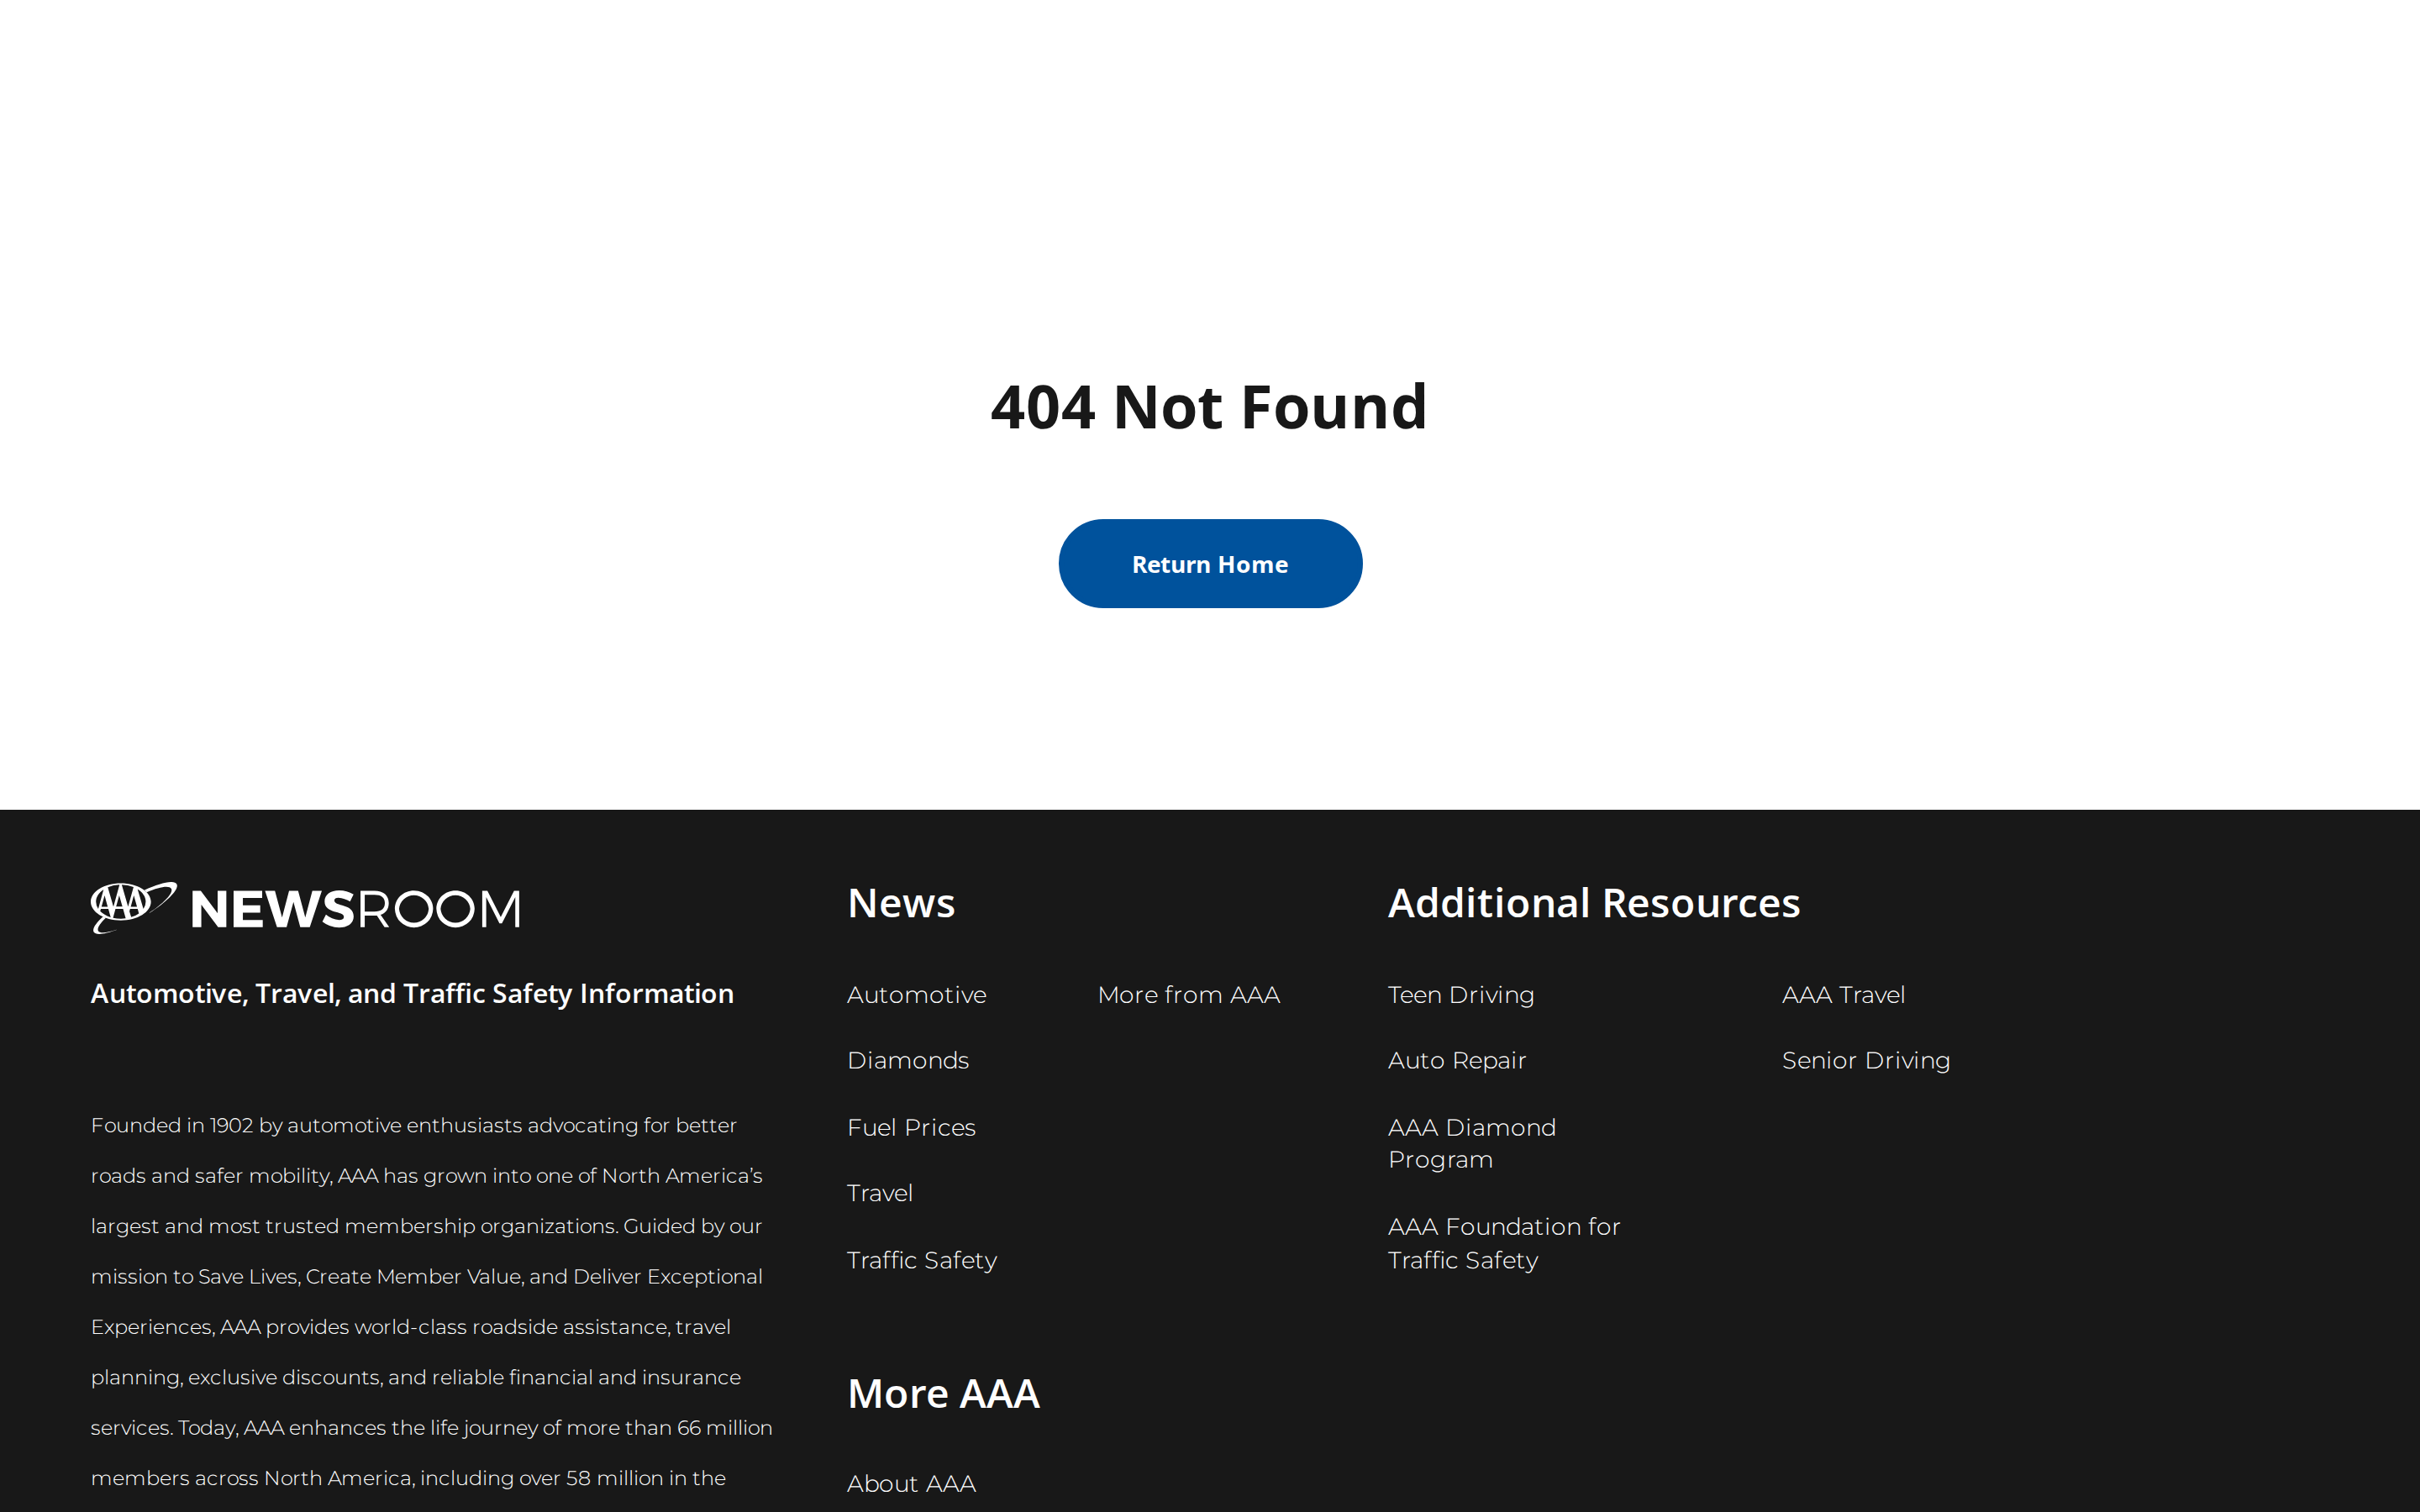 404 Not Found
Return Home
AAA NEWSROOM
Automotive, Travel, and Traffic Safety Information
Founded in 1902 by automotive enthusiasts advocating for better
roads and safer mobility, AAA has grown into one of North America’s
largest and most trusted membership organizations. Guided by our
mission to Save Lives, Create Member Value, and Deliver Exceptional
Experiences, AAA provides world-class roadside assistance, travel
planning, exclusive discounts, and reliable financial and insurance
services. Today, AAA enhances the life journey of more than 66 million
members across North America, including over 58 million in the
News
Automotive
Diamonds
Fuel Prices
Travel
Traffic Safety
More from AAA
More AAA
About AAA
Additional Resources
Teen Driving
Auto Repair
AAA Diamond
Program
AAA Foundation for
Traffic Safety
AAA Travel
Senior Driving